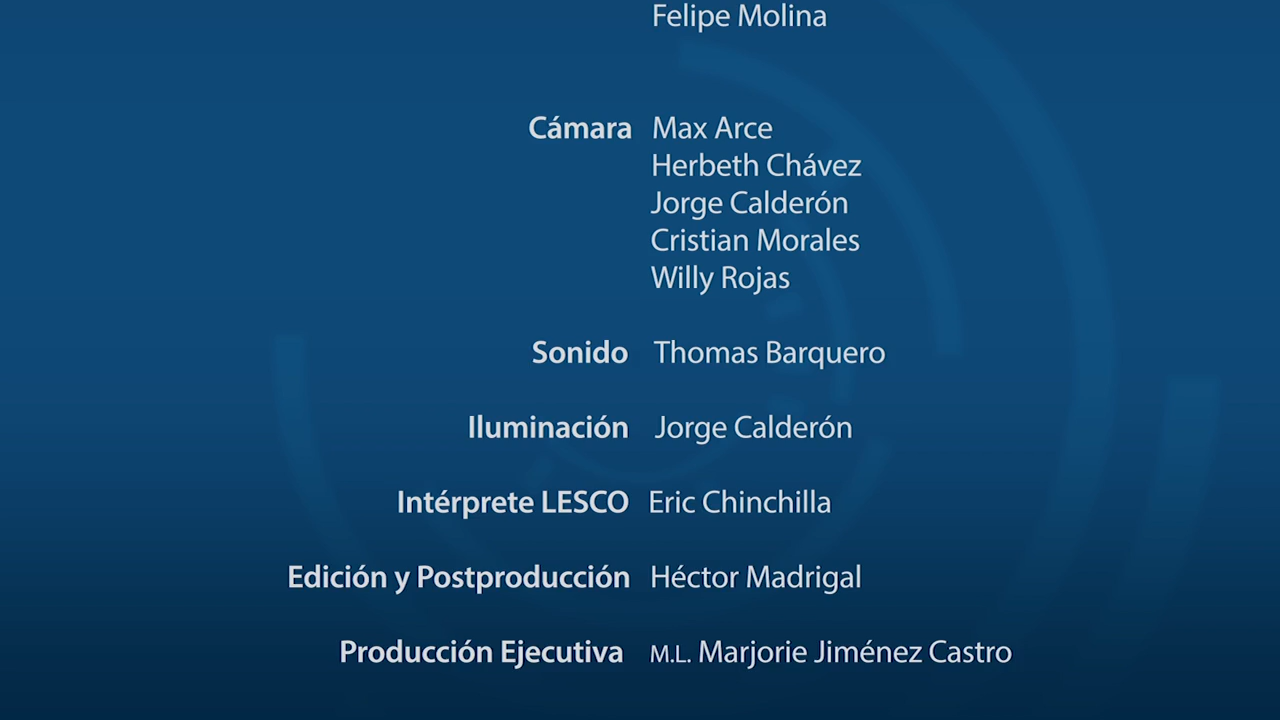 Felipe Molina
Cámara Max Arce
Herbeth Chávez
Jorge Calderón
Cristian Morales
Willy Rojas
Sonido Thomas Barquero
Iluminación Jorge Calderón
Intérprete LESCO Eric Chinchilla
Edición y Postproducción Héctor Madrigal
Producción Ejecutiva M.L. Marjorie Jiménez Castro